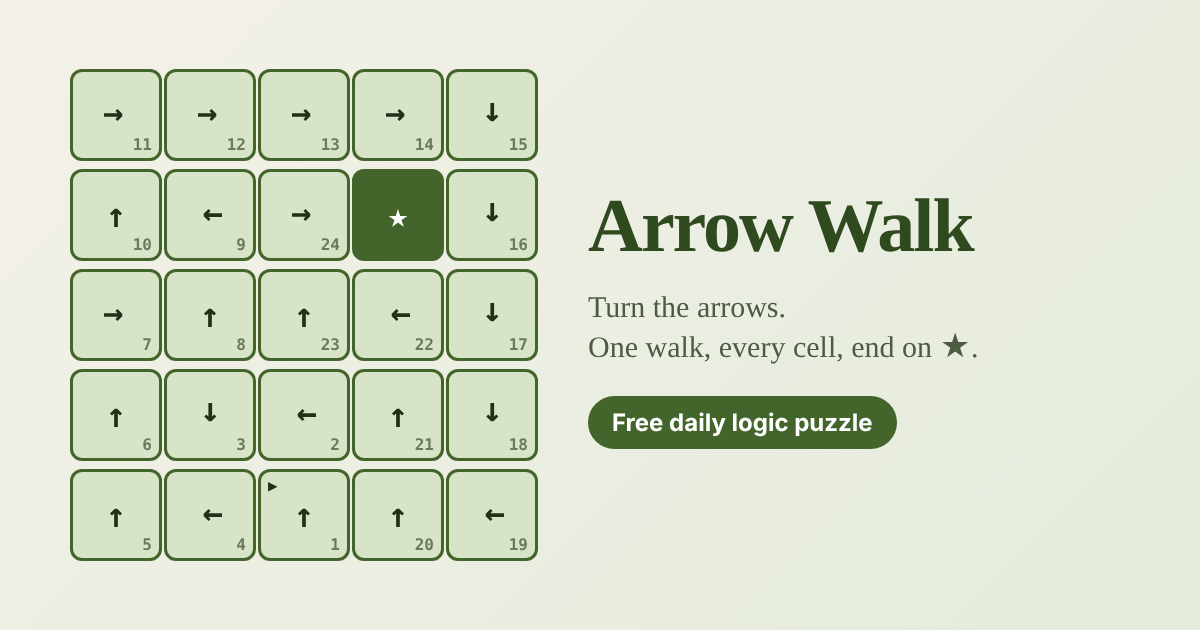 → → → → ↓
11 12 13 14 15
↑ ← → ★ ↓
10 9 24 16
→ ↑ ↑ ← ↓
7 8 23 22 17
↑ ↓ ← ↑ ↓
6 3 2 21 18
▶
↑ ← ↑ ↑ ←
5 4 1 20 19
Arrow Walk
Turn the arrows.
One walk, every cell, end on ★.
Free daily logic puzzle